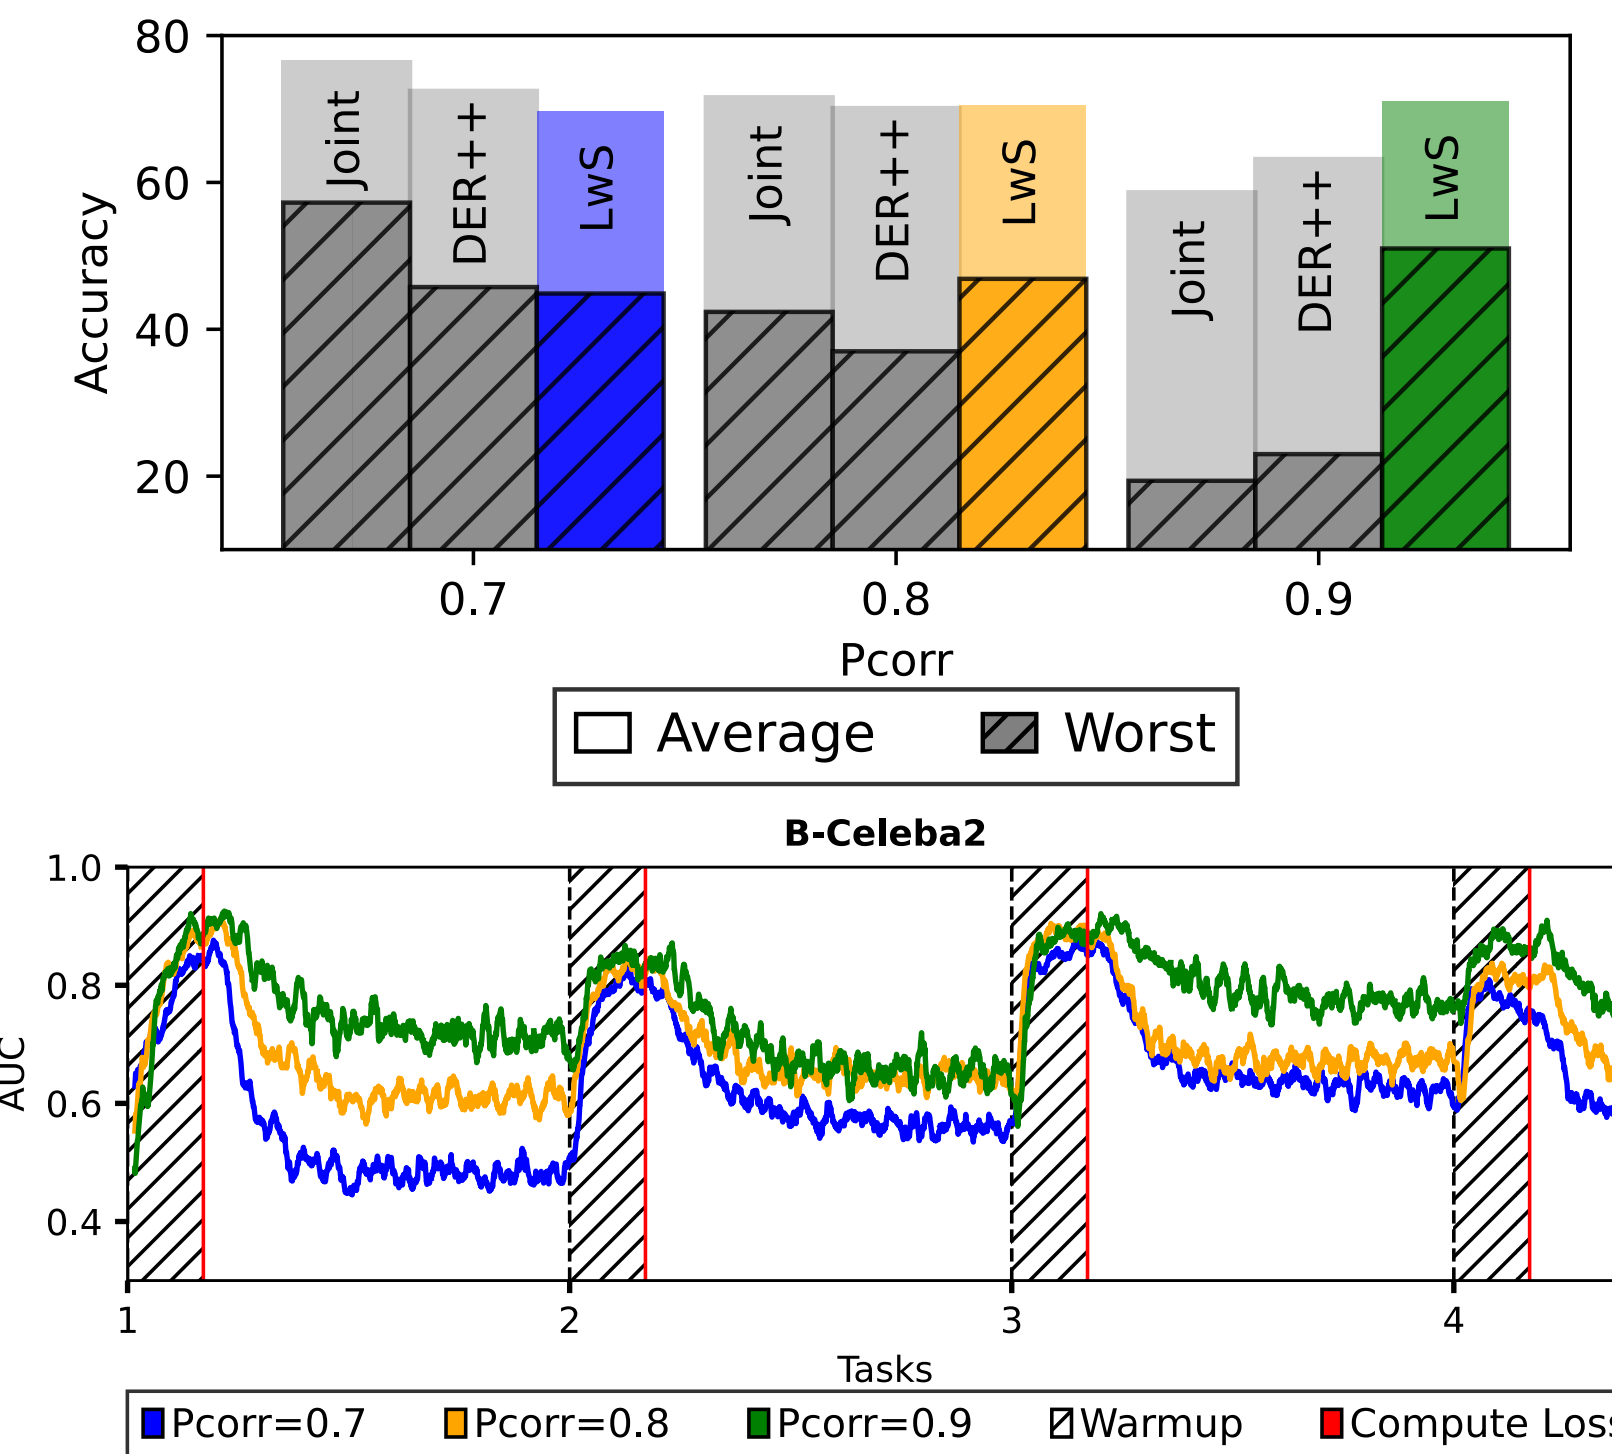 80
60
40
20
Accuracy
Joint
DER++
LwS
Joint
DER++
LwS
Joint
DER++
LwS
0.7
0.8
0.9
Pcorr
Average
Worst
B-Celeba2
1.0
0.8
0.6
0.4
AUC
1
2
3
4
Tasks
Pcorr=0.7
Pcorr=0.8
Pcorr=0.9
Warmup
Compute Loss